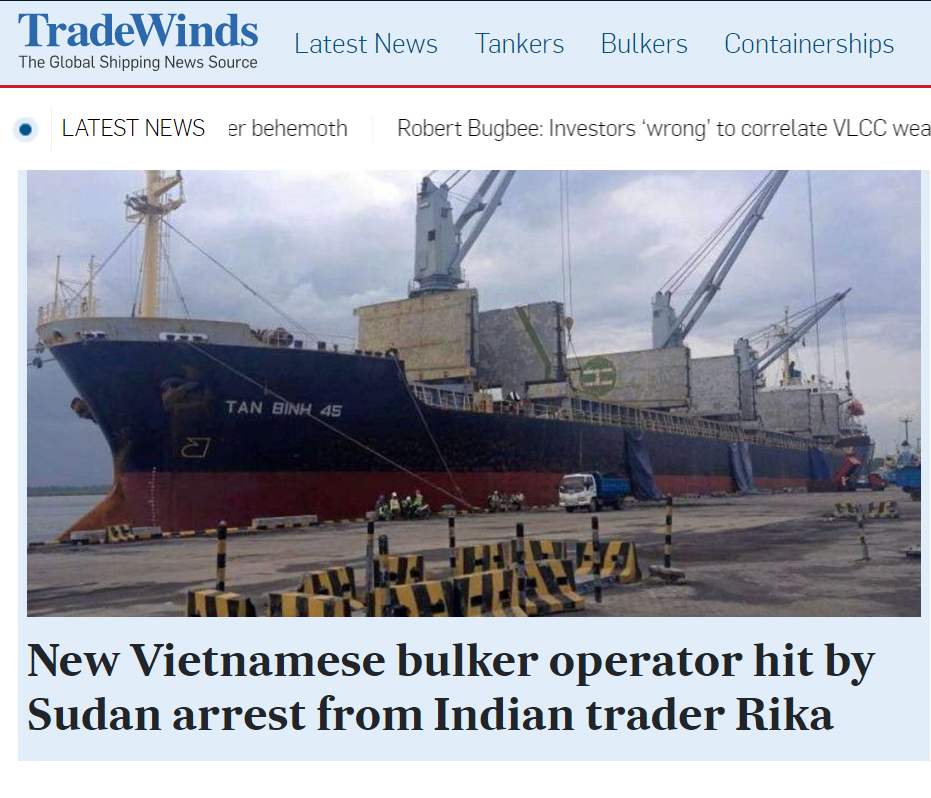 TradeWinds
The Global Shipping News Source
Latest News Tankers Bulkers Containerships
LATEST NEWS er behemoth Robert Bugbee: Investors ‘wrong’ to correlate VLCC wea
TAN BINH 45
New Vietnamese bulker operator hit by
Sudan arrest from Indian trader Rika